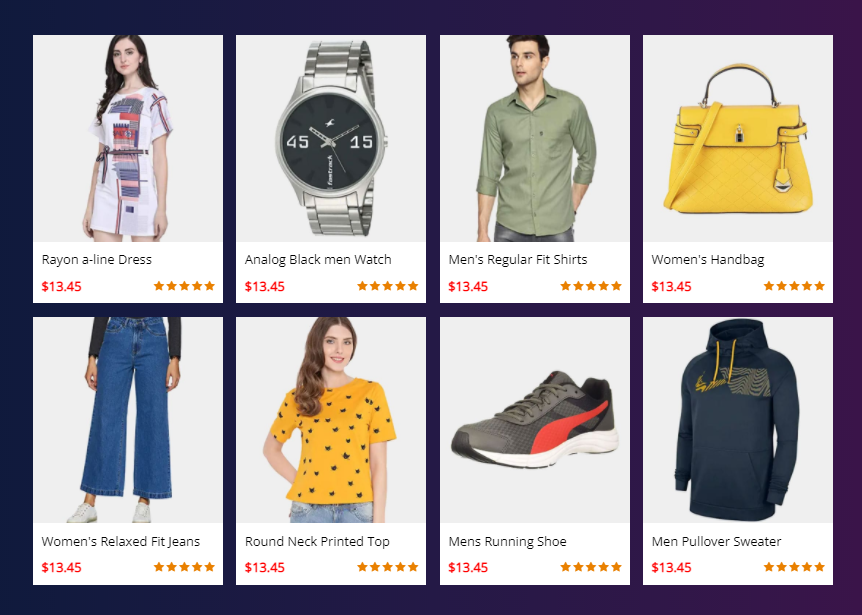 45
15
fastrack
Rayon a-line Dress
Analog Black men Watch
Men's Regular Fit Shirts
Women's Handbag
$13.45
$13.45
$13.45
$13.45
Women's Relaxed Fit Jeans
Round Neck Printed Top
Mens Running Shoe
Men Pullover Sweater
$13.45
$13.45
$13.45
$13.45